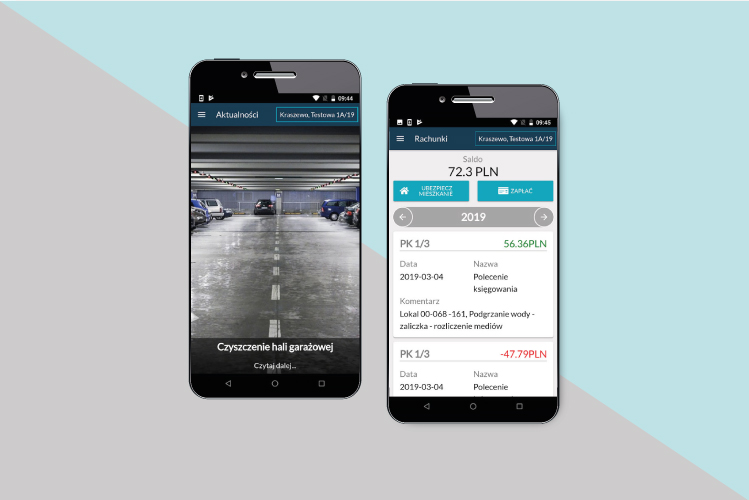 09:44
Aktualności
Kraszewo, Testowa 1A/19
Czyszczenie hali garażowej
Czytaj dalej...
09:45
Rachunki
Kraszewo, Testowa 1A/19
Saldo
72.3 PLN
UBEZPIECZ
MIESZKANIE
ZAPŁAĆ
2019
PK 1/3 56.36PLN
Data Nazwa
2019-03-04 Polecenie
księgowania
Komentarz
Lokal 00-068 -161, Podgrzanie wody -
zaliczka - rozliczenie mediów
PK 1/3 -47.79PLN
Data Nazwa
2019-03-04 Polecenie